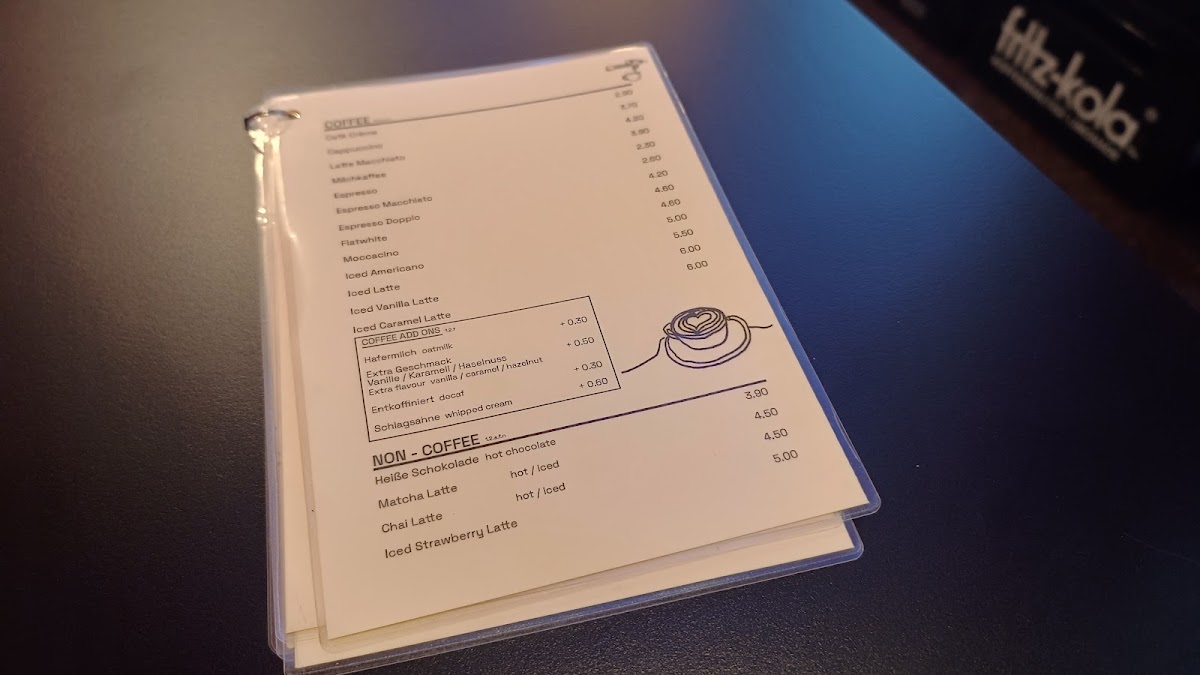 COFFEE
Café Crème 2.90
Cappuccino 3.70
Latte Macchiato 4.20
Milchkaffee 3.90
Espresso 2.30
Espresso Macchiato 2.60
Espresso Doppio 4.20
Flatwhite 4.60
Moccacino 4.60
Iced Americano 5.00
Iced Latte 5.50
Iced Vanilla Latte 6.00
Iced Caramel Latte 6.00
COFFEE ADD ONS
Hafermilch oatmilk + 0.30
Extra Geschmack + 0.50
Vanille / Karamell / Haselnuss
Extra flavour vanilla / caramel / hazelnut
Entkoffiniert decaf + 0.30
Schlagsahne whipped cream + 0.60
NON - COFFEE
Heiße Schokolade hot chocolate 3.90
Matcha Latte hot / iced 4.50
Chai Latte hot / iced 4.50
Iced Strawberry Latte 5.00
fritz-kola®